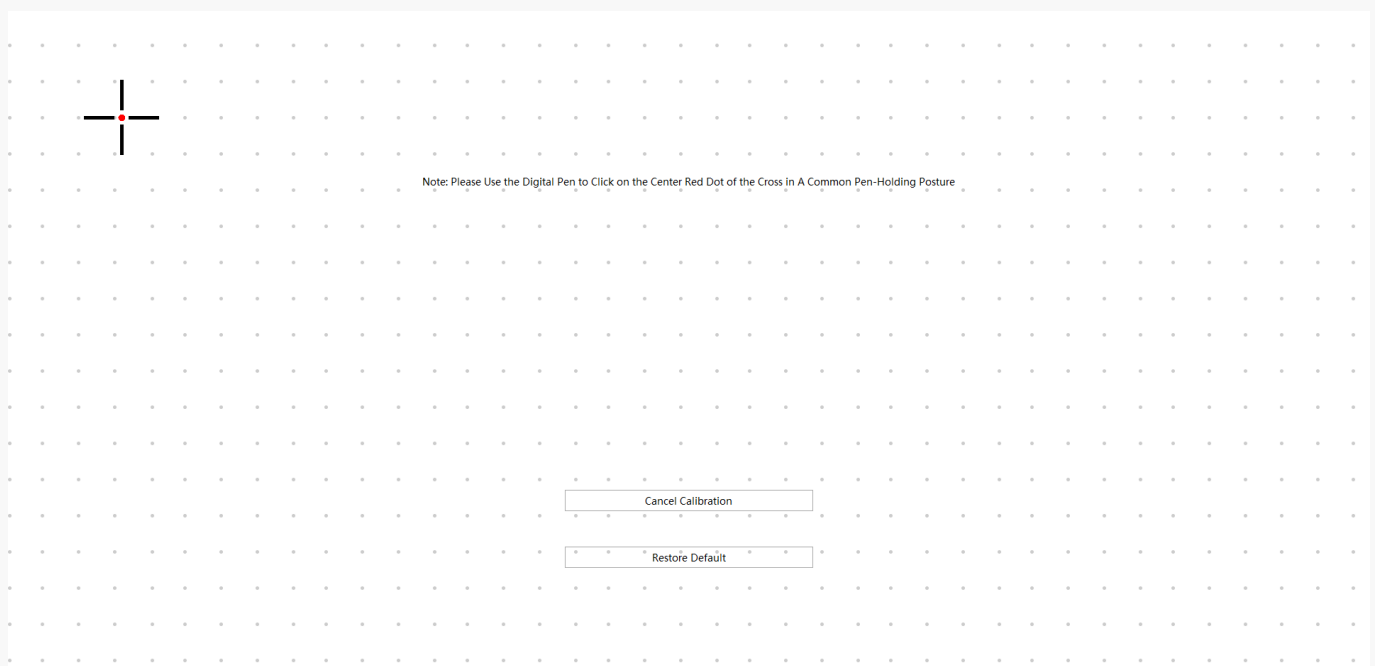 Note: Please Use the Digital Pen to Click on the Center Red Dot of the Cross in A Common Pen-Holding Posture
Cancel Calibration
Restore Default